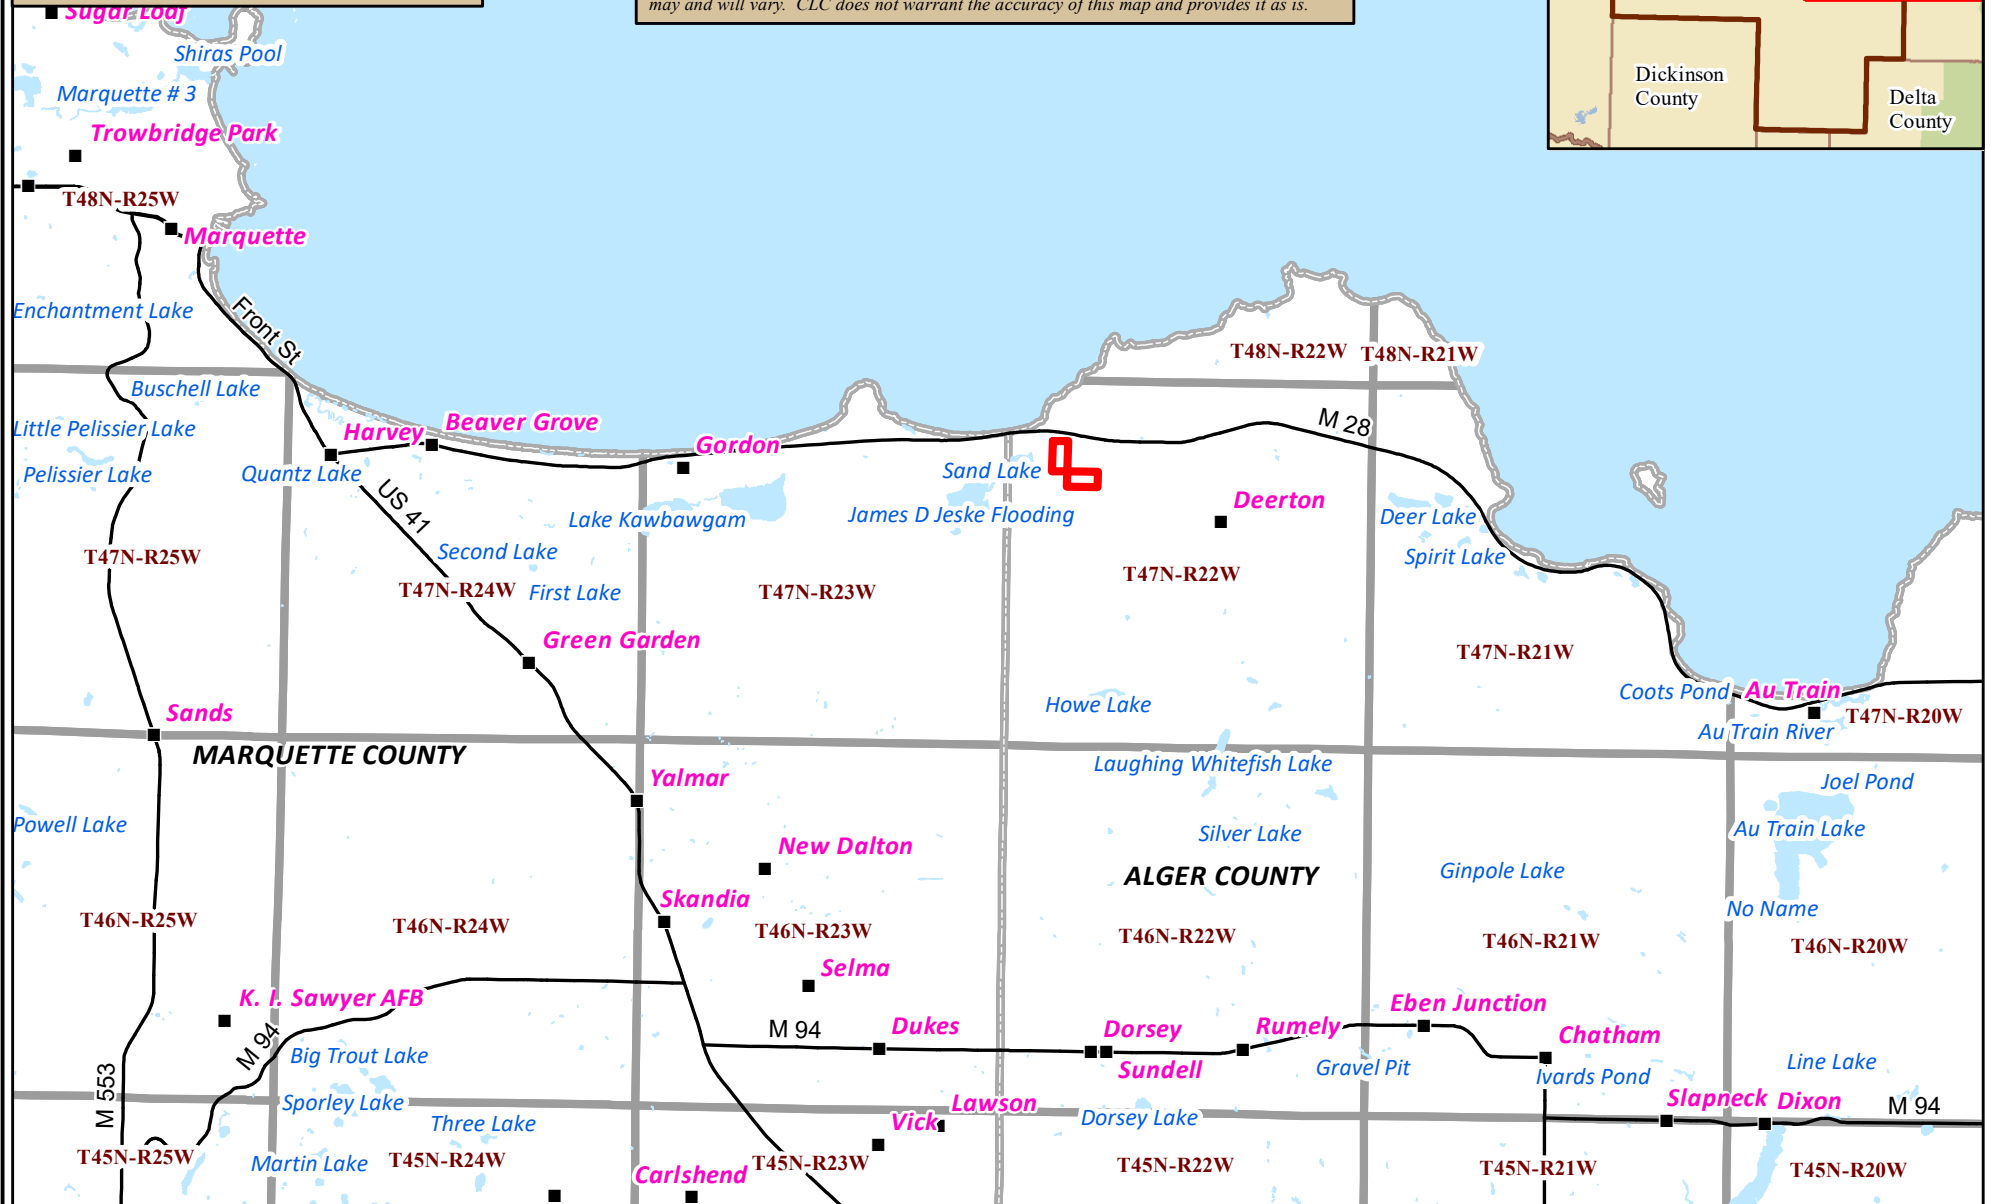 Sugar Loaf
may and will vary.  CLC does not warrant the accuracy of this map and provides it as is.
Shiras Pool
Dickinson
County
Marquette # 3
Delta
County
Trowbridge Park
T48N-R25W
Marquette
Enchantment Lake
Front St
T48N-R22W
T48N-R21W
Buschell Lake
M 28
Little Pelissier Lake
Harvey
Beaver Grove
Gordon
Pelissier Lake
Quantz Lake
Sand Lake
US 41
Deerton
Lake Kawbawgam
James D Jeske Flooding
Deer Lake
Second Lake
T47N-R25W
Spirit Lake
T47N-R24W
First Lake
T47N-R23W
T47N-R22W
Green Garden
T47N-R21W
Coots Pond
Au Train
Howe Lake
Sands
T47N-R20W
Au Train River
MARQUETTE COUNTY
Laughing Whitefish Lake
Yalmar
Joel Pond
Powell Lake
Silver Lake
Au Train Lake
New Dalton
ALGER COUNTY
Ginpole Lake
Skandia
No Name
T46N-R25W
T46N-R24W
T46N-R23W
T46N-R22W
T46N-R21W
T46N-R20W
Selma
K. I. Sawyer AFB
Eben Junction
M 94
M 94
Dukes
Dorsey
Rumely
Chatham
Big Trout Lake
Sundell
Gravel Pit
Line Lake
Ivards Pond
M 553
Sporley Lake
Lawson
Slapneck
Dixon
M 94
Three Lake
Vick
Dorsey Lake
T45N-R25W
Martin Lake
T45N-R24W
Carlshend
T45N-R23W
T45N-R22W
T45N-R21W
T45N-R20W